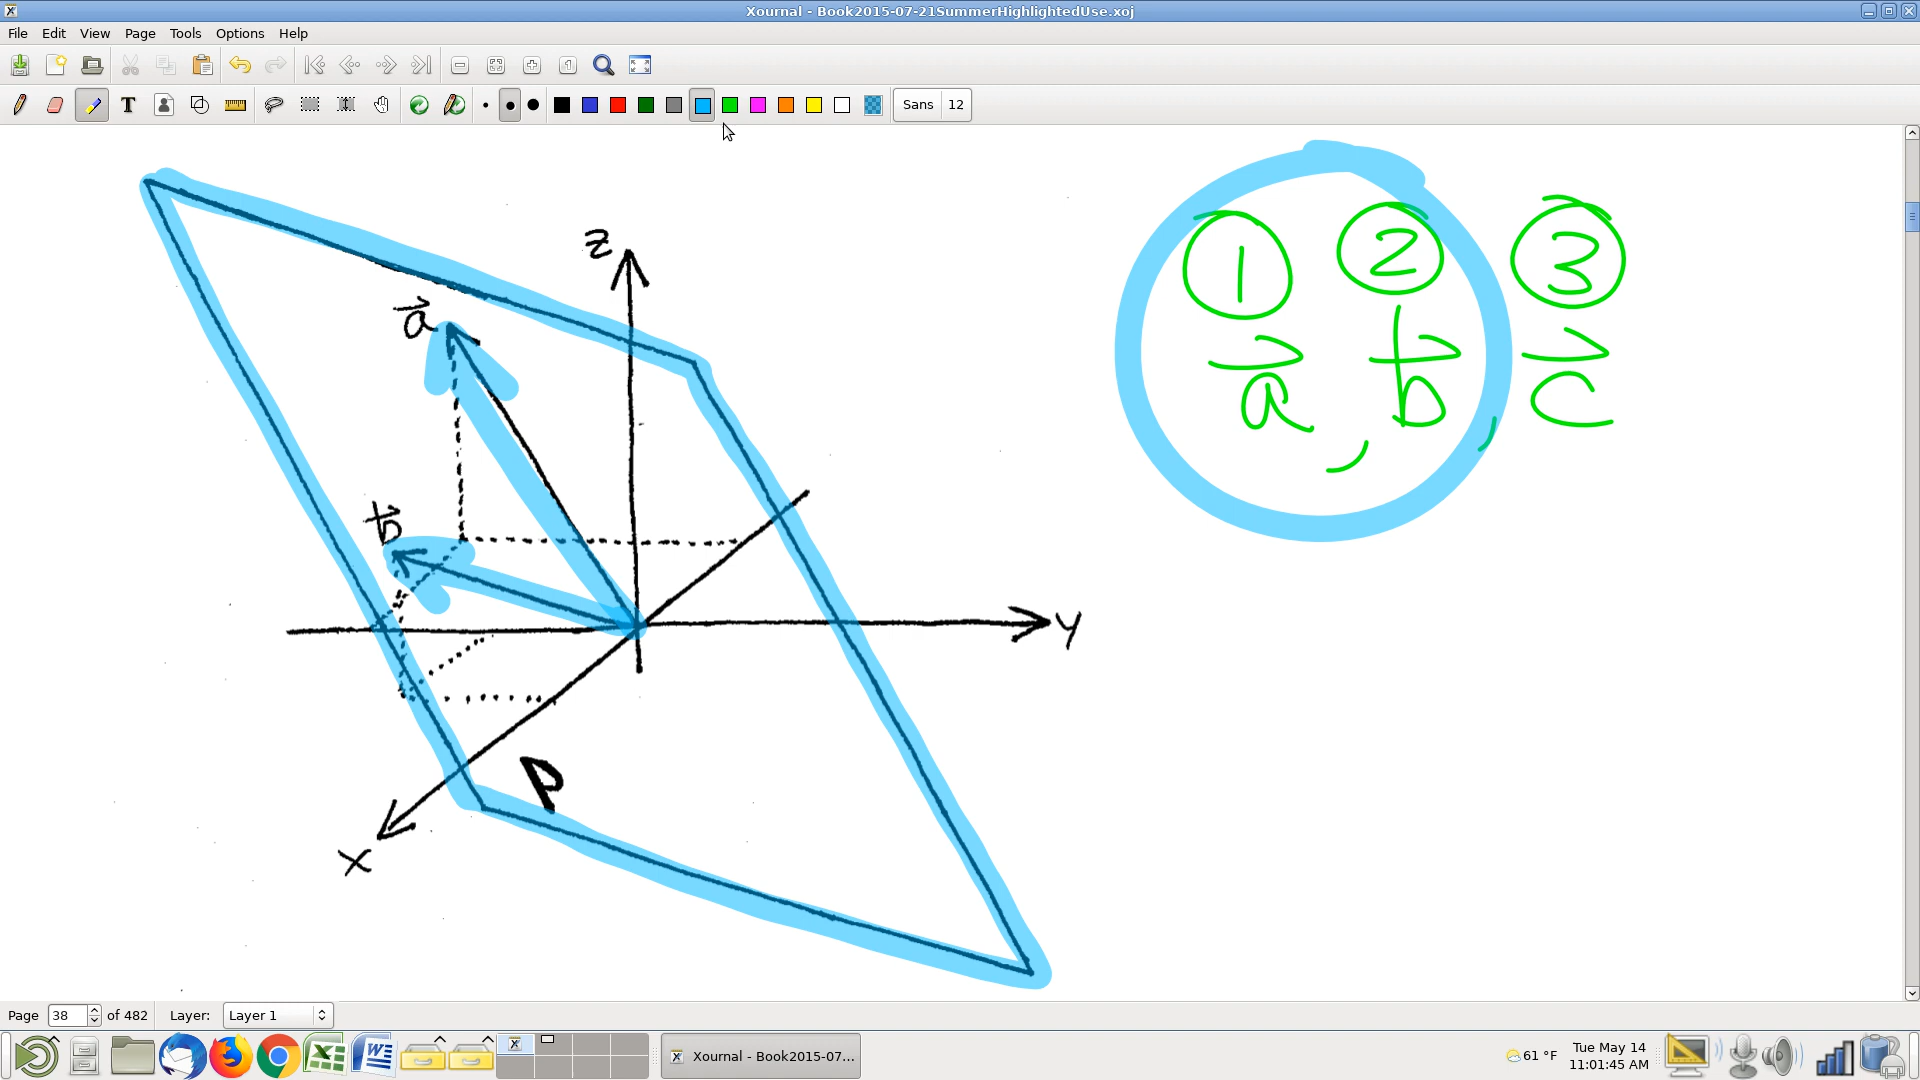 Xournal - Book2015-07-21SummerHighlightedUse.xoj
File Edit View Page Tools Options Help
T Sans 12
z
a⃗
b⃗
y
P
x
1 2 3
a⃗ , b⃗ , c⃗
Page 38 of 482 Layer: Layer 1
Xournal - Book2015-07...
61 °F
Tue May 14
11:01:45 AM